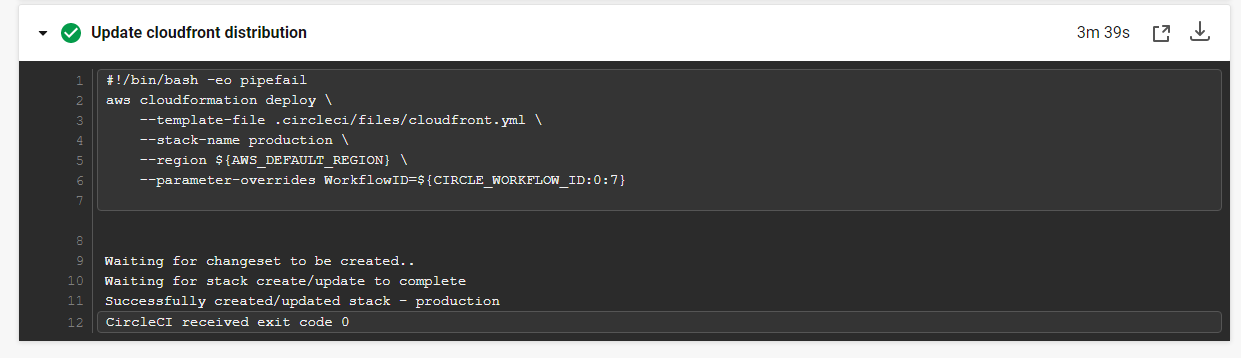 Update cloudfront distribution 3m 39s
1 #!/bin/bash -eo pipefail
2 aws cloudformation deploy \
3 --template-file .circleci/files/cloudfront.yml \
4 --stack-name production \
5 --region ${AWS_DEFAULT_REGION} \
6 --parameter-overrides WorkflowID=${CIRCLE_WORKFLOW_ID:0:7}
7
8
9 Waiting for changeset to be created..
10 Waiting for stack create/update to complete
11 Successfully created/updated stack - production
12 CircleCI received exit code 0